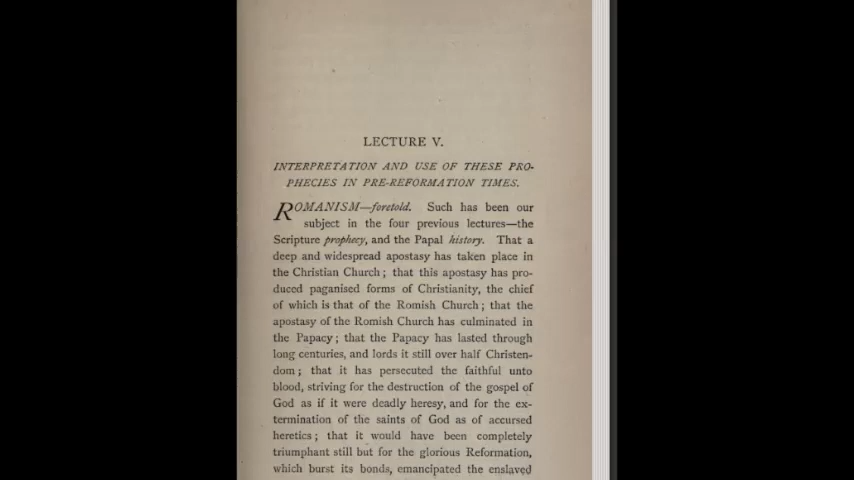 LECTURE V.
INTERPRETATION AND USE OF THESE PRO-
PHECIES IN PRE-REFORMATION TIMES.
ROMANISM—foretold. Such has been our
subject in the four previous lectures—the
Scripture prophecy, and the Papal history. That a
deep and widespread apostasy has taken place in
the Christian Church; that this apostasy has pro-
duced paganised forms of Christianity, the chief
of which is that of the Romish Church; that the
apostasy of the Romish Church has culminated in
the Papacy; that the Papacy has lasted through
long centuries, and lords it still over half Christen-
dom; that it has persecuted the faithful unto
blood, striving for the destruction of the gospel of
God as if it were deadly heresy, and for the ex-
termination of the saints of God as of accursed
heretics; that it would have been completely
triumphant still but for the glorious Reformation,
which burst its bonds, emancipated the enslaved